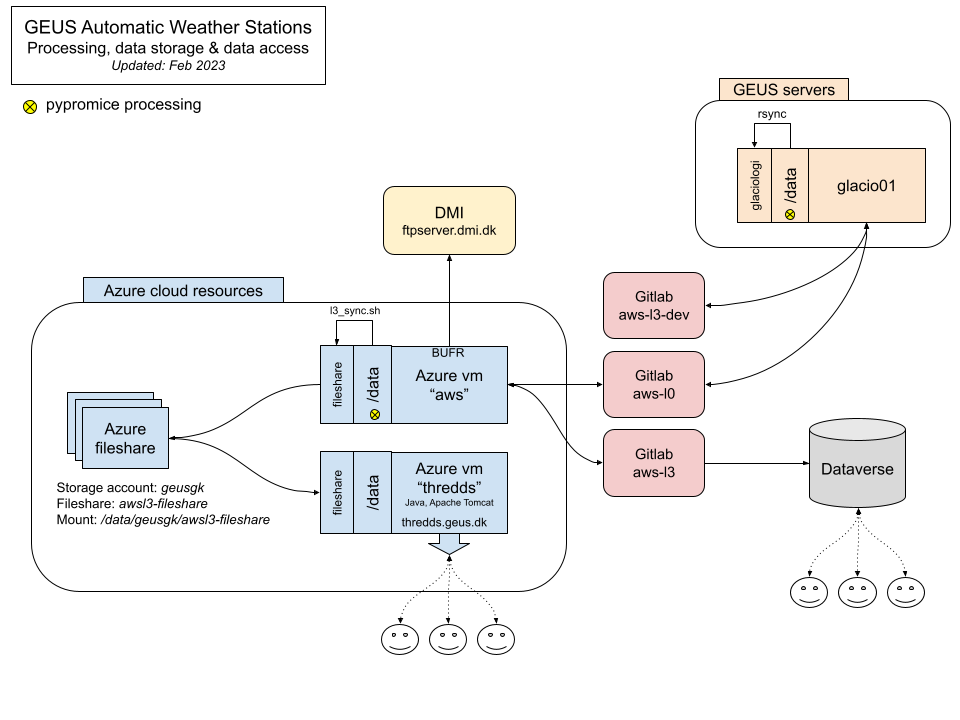 GEUS Automatic Weather Stations
Processing, data storage & data access
Updated: Feb 2023
pypromice processing
GEUS servers
rsync
glaciologi
/data
glacio01
DMI
ftpserver.dmi.dk
Azure cloud resources
l3_sync.sh
fileshare
/data
BUFR
Azure vm
“aws”
Gitlab
aws-l3-dev
Gitlab
aws-l0
Gitlab
aws-l3
Dataverse
Azure
fileshare
Storage account: geusgk
Fileshare: awsl3-fileshare
Mount: /data/geusgk/awsl3-fileshare
fileshare
/data
Azure vm
“thredds”
Java, Apache Tomcat
thredds.geus.dk